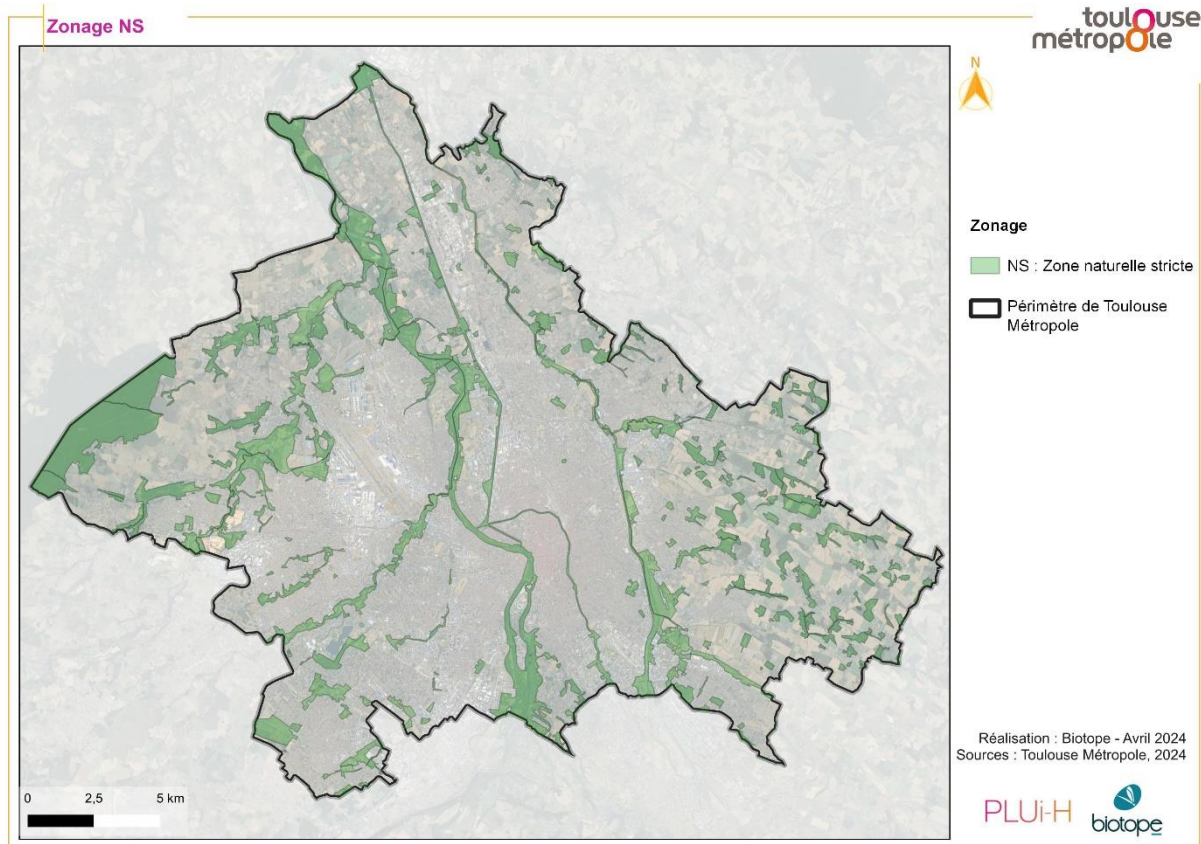 Zonage NS
toulouse
métropole
N
Zonage
NS : Zone naturelle stricte
Périmètre de Toulouse
Métropole
Réalisation : Biotope - Avril 2024
Sources : Toulouse Métropole, 2024
0 2,5 5 km
PLUi-H
biotope